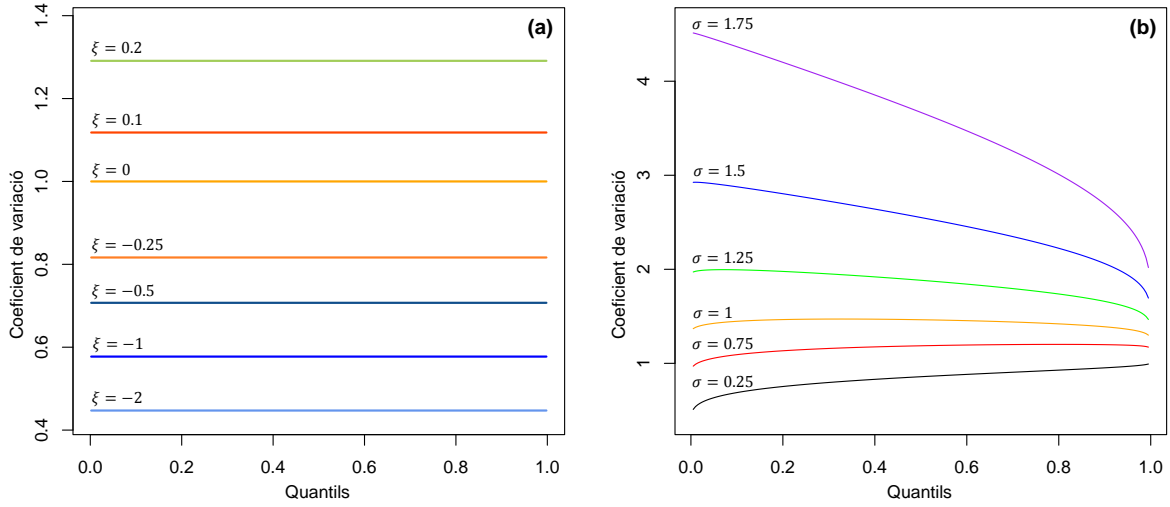 (a)
ξ = 0.2
ξ = 0.1
ξ = 0
ξ = −0.25
ξ = −0.5
ξ = −1
ξ = −2
Coeficient de variació
0.4
0.6
0.8
1.0
1.2
1.4
0.0 0.2 0.4 0.6 0.8 1.0
Quantils
(b)
σ = 1.75
σ = 1.5
σ = 1.25
σ = 1
σ = 0.75
σ = 0.25
Coeficient de variació
1
2
3
4
0.0 0.2 0.4 0.6 0.8 1.0
Quantils